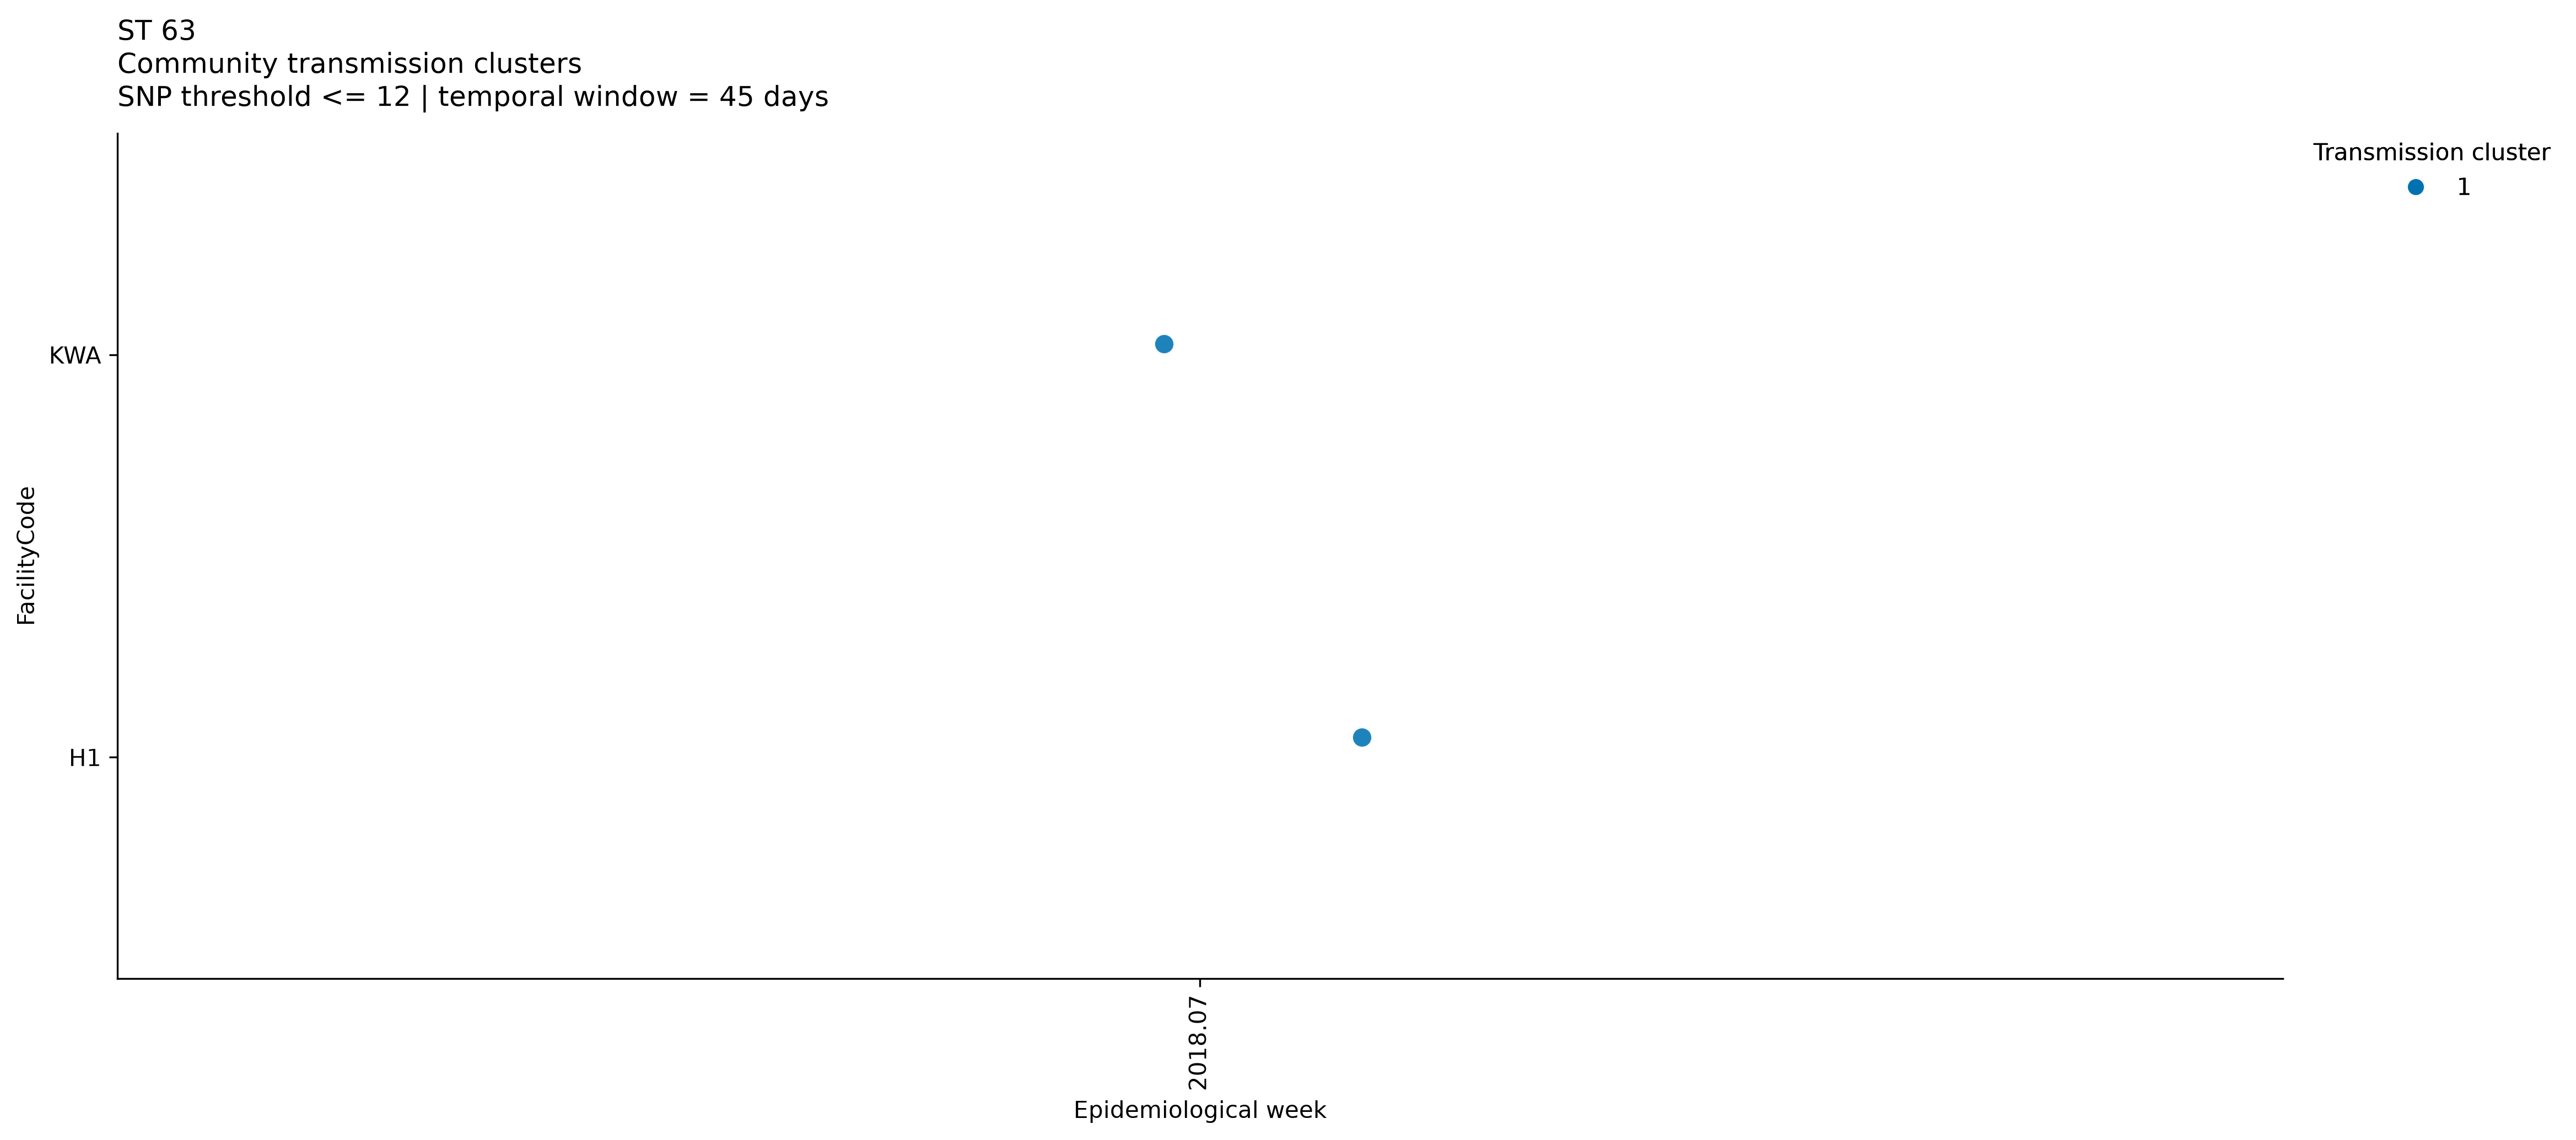 ST 63
Community transmission clusters
SNP threshold <= 12 | temporal window = 45 days
Transmission cluster
1
KWA
FacilityCode
H1
2018.07
Epidemiological week